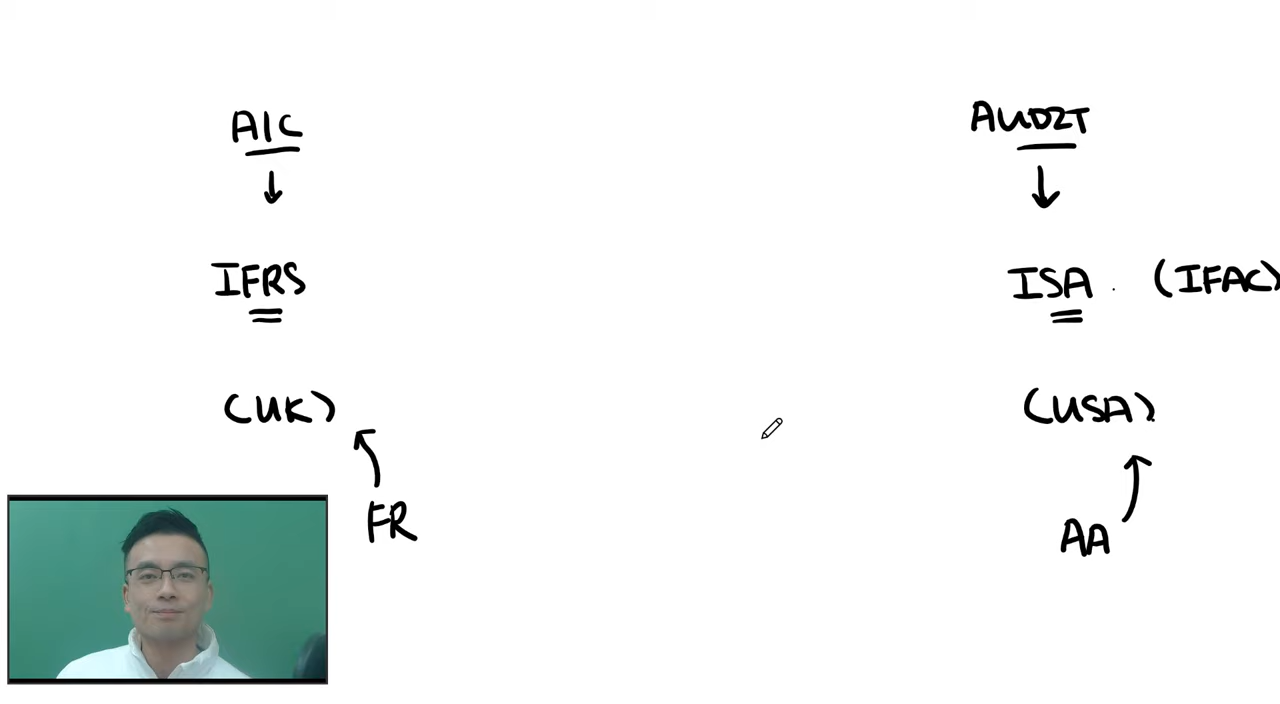 A/C
AUDIT
IFRS
ISA. (IFAC)
(UK)
(USA)
FR
AA